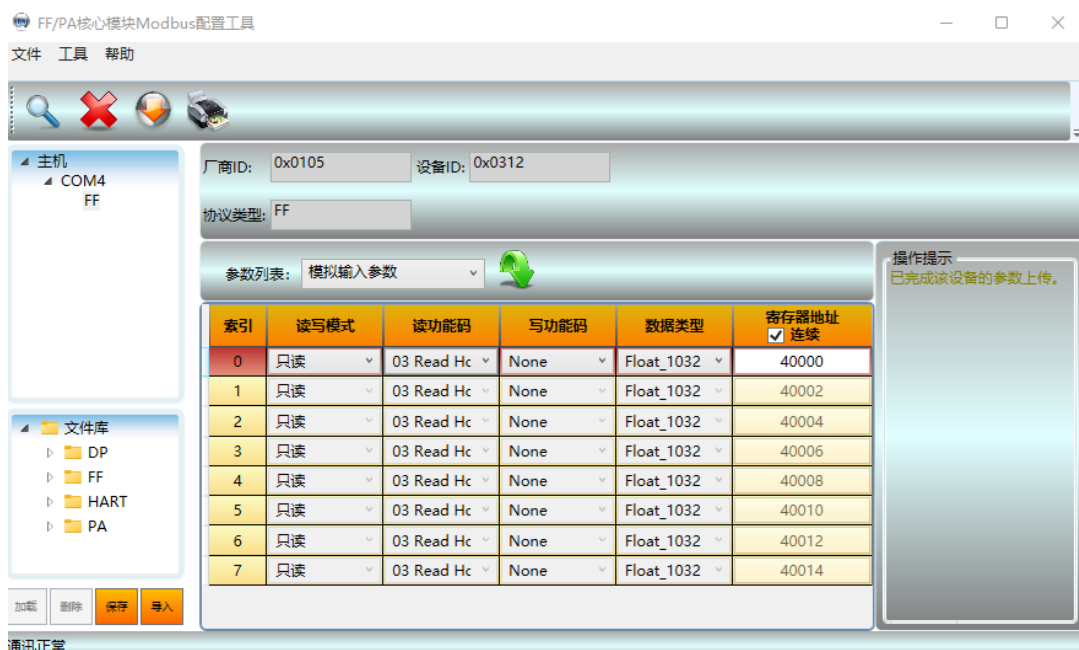 FF/PA核心模块Modbus配置工具
文件 工具 帮助
主机
COM4
FF
厂商ID: 0x0105 设备ID: 0x0312
协议类型: FF
参数列表: 模拟输入参数
操作提示
已完成该设备的参数上传。
索引 读写模式 读功能码 写功能码 数据类型 寄存器地址
连续
0 只读 03 Read Hc None Float_1032 40000
1 只读 03 Read Hc None Float_1032 40002
2 只读 03 Read Hc None Float_1032 40004
3 只读 03 Read Hc None Float_1032 40006
4 只读 03 Read Hc None Float_1032 40008
5 只读 03 Read Hc None Float_1032 40010
6 只读 03 Read Hc None Float_1032 40012
7 只读 03 Read Hc None Float_1032 40014
文件库
DP
FF
HART
PA
加载 删除 保存 导入
通讯正常